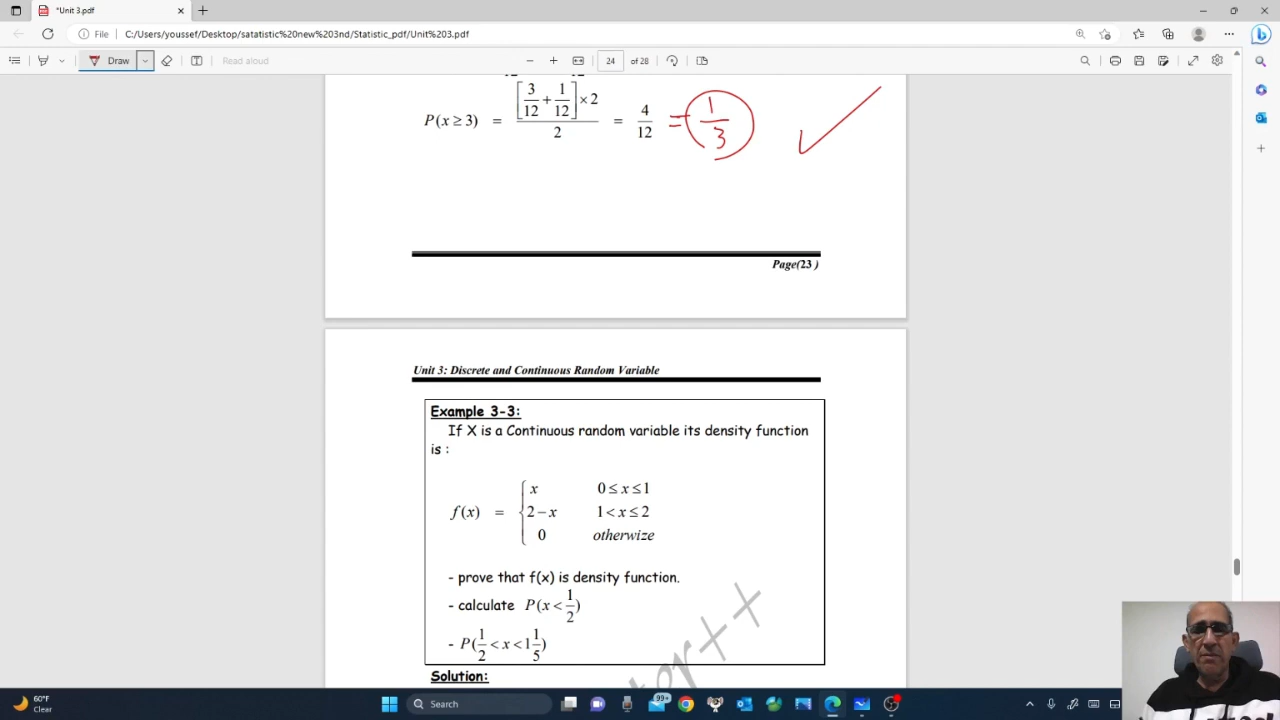 *Unit 3.pdf
File
C:/Users/youssef/Desktop/satatistic%20new%203nd/Statistic_pdf/Unit%203.pdf
Draw
Read aloud
24 of 28
P(x ≥ 3) = [3/12 + 1/12] × 2 / 2 = 4/12 = 1/3
Page(23 )
Unit 3: Discrete and Continuous Random Variable
Example 3-3:
If X is a Continuous random variable its density function
is :
x 0 ≤ x ≤ 1
f(x) = 2 − x 1 < x ≤ 2
0 otherwize
- prove that f(x) is density function.
- calculate P(x < 1/2)
- P(1/2 < x < 1 1/5)
Solution:
60°F
Clear
Search
99+